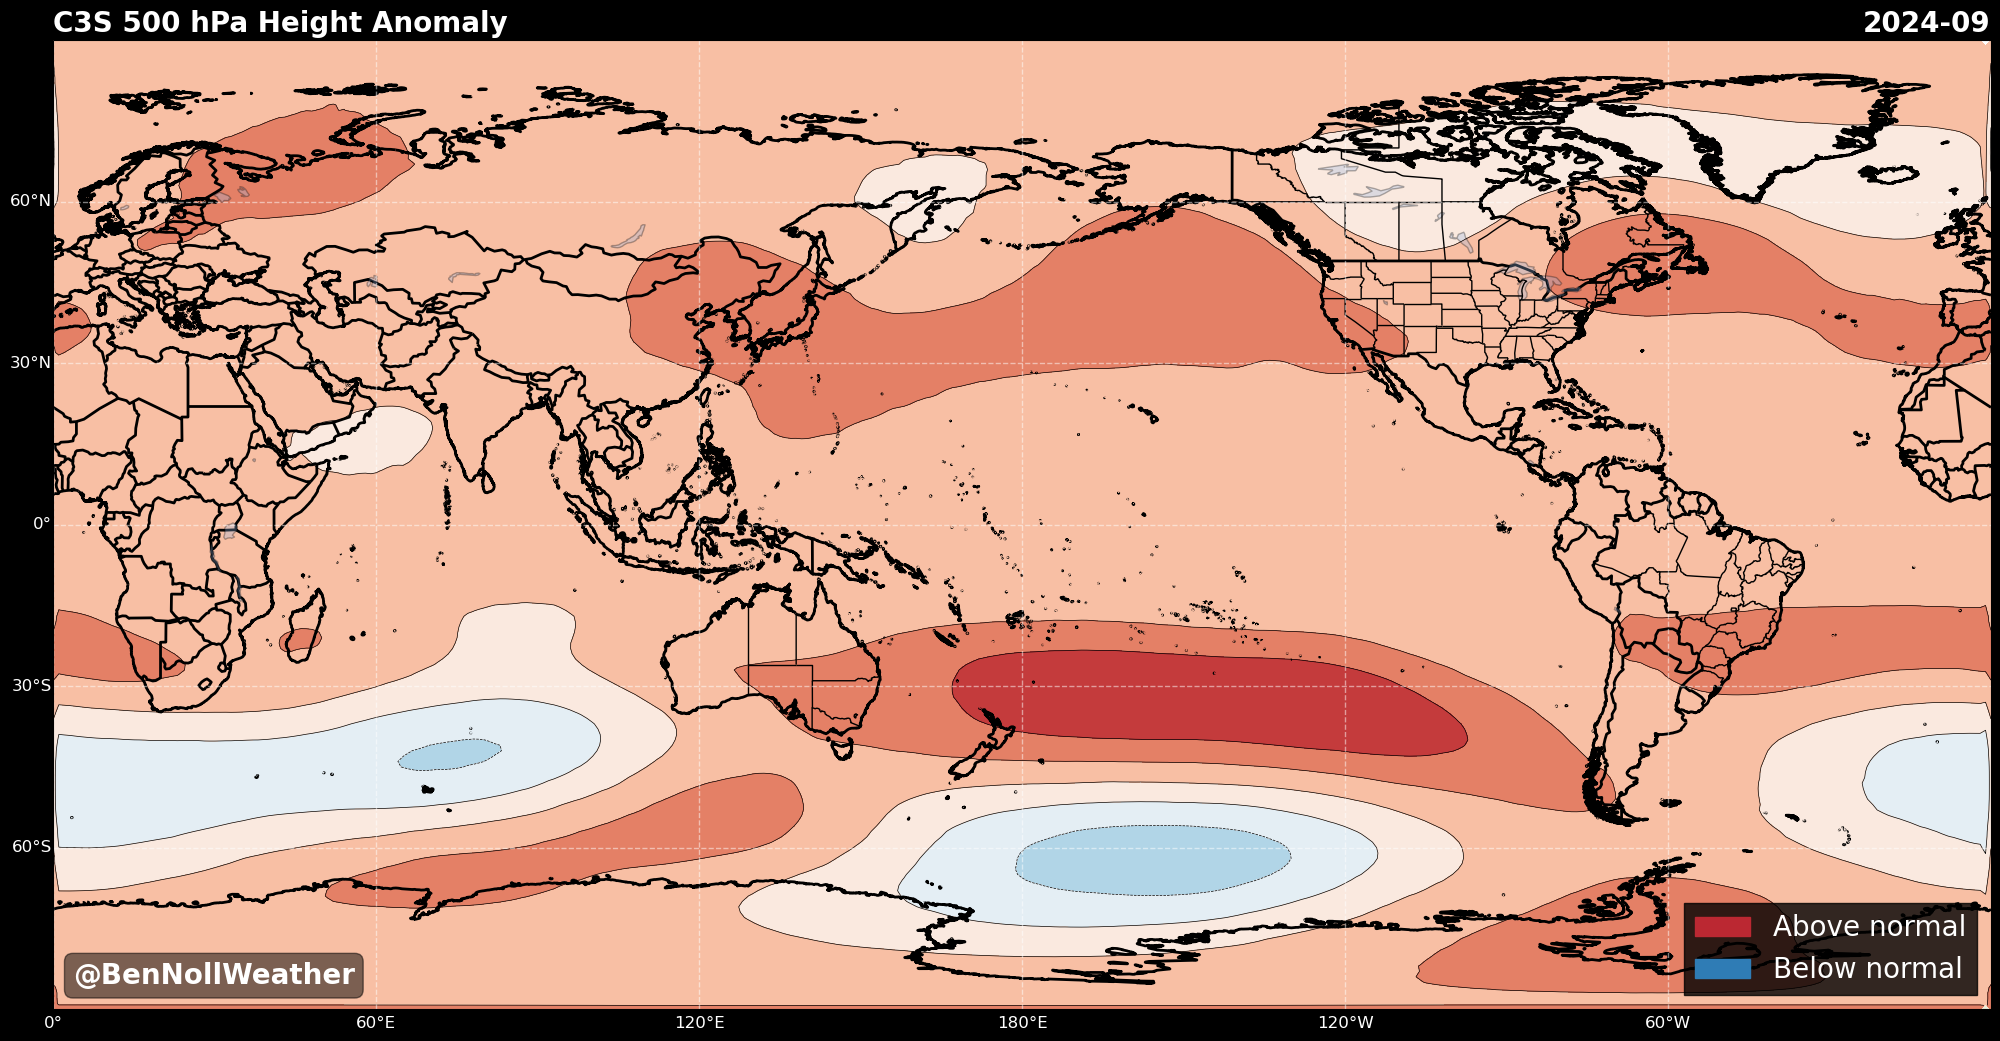 C3S 500 hPa Height Anomaly 2024-09
60°N
30°N
0°
30°S
60°S
Above normal
Below normal
@BenNollWeather
0° 60°E 120°E 180°E 120°W 60°W